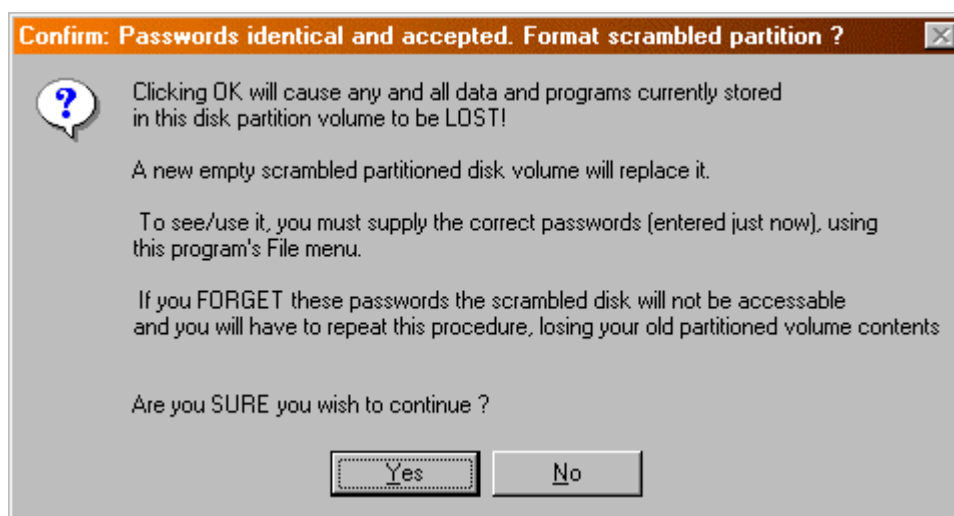 Confirm: Passwords identical and accepted. Format scrambled partition ?
Clicking OK will cause any and all data and programs currently stored
in this disk partition volume to be LOST!
A new empty scrambled partitioned disk volume will replace it.
To see/use it, you must supply the correct passwords (entered just now), using
this program's File menu.
If you FORGET these passwords the scrambled disk will not be accessable
and you will have to repeat this procedure, losing your old partitioned volume contents
Are you SURE you wish to continue ?
Yes No